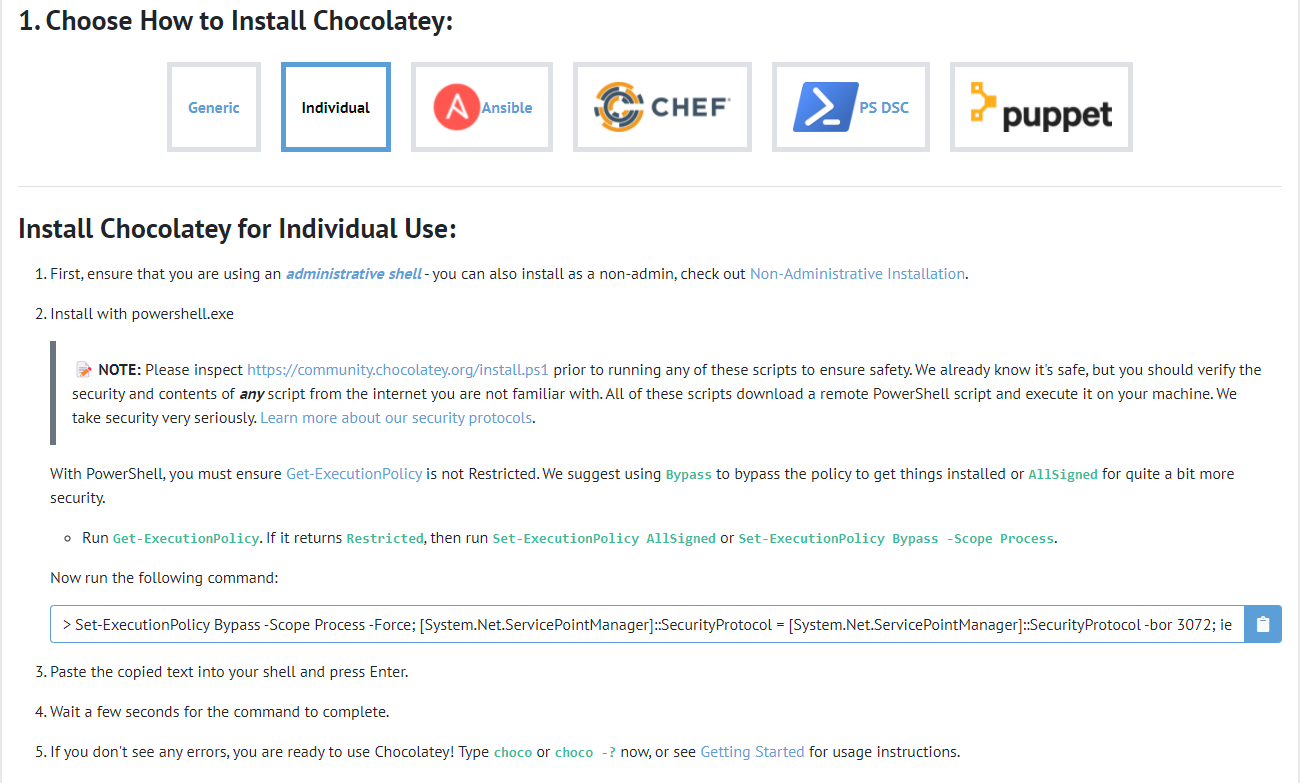 1. Choose How to Install Chocolatey:
Generic
Individual
Ansible
CHEF
PS DSC
puppet
Install Chocolatey for Individual Use:
1. First, ensure that you are using an administrative shell - you can also install as a non-admin, check out Non-Administrative Installation.
2. Install with powershell.exe
📝 NOTE: Please inspect https://community.chocolatey.org/install.ps1 prior to running any of these scripts to ensure safety. We already know it's safe, but you should verify the
security and contents of any script from the internet you are not familiar with. All of these scripts download a remote PowerShell script and execute it on your machine. We
take security very seriously. Learn more about our security protocols.
With PowerShell, you must ensure Get-ExecutionPolicy is not Restricted. We suggest using Bypass to bypass the policy to get things installed or AllSigned for quite a bit more
security.
Run Get-ExecutionPolicy. If it returns Restricted, then run Set-ExecutionPolicy AllSigned or Set-ExecutionPolicy Bypass -Scope Process.
Now run the following command:
> Set-ExecutionPolicy Bypass -Scope Process -Force; [System.Net.ServicePointManager]::SecurityProtocol = [System.Net.ServicePointManager]::SecurityProtocol -bor 3072; ie
3. Paste the copied text into your shell and press Enter.
4. Wait a few seconds for the command to complete.
5. If you don't see any errors, you are ready to use Chocolatey! Type choco or choco -? now, or see Getting Started for usage instructions.